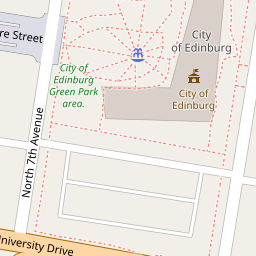 re Street
City
of Edinburg
City of
Edinburg
Green Park
area.
City of
Edinburg
North 7th Avenue
University Drive